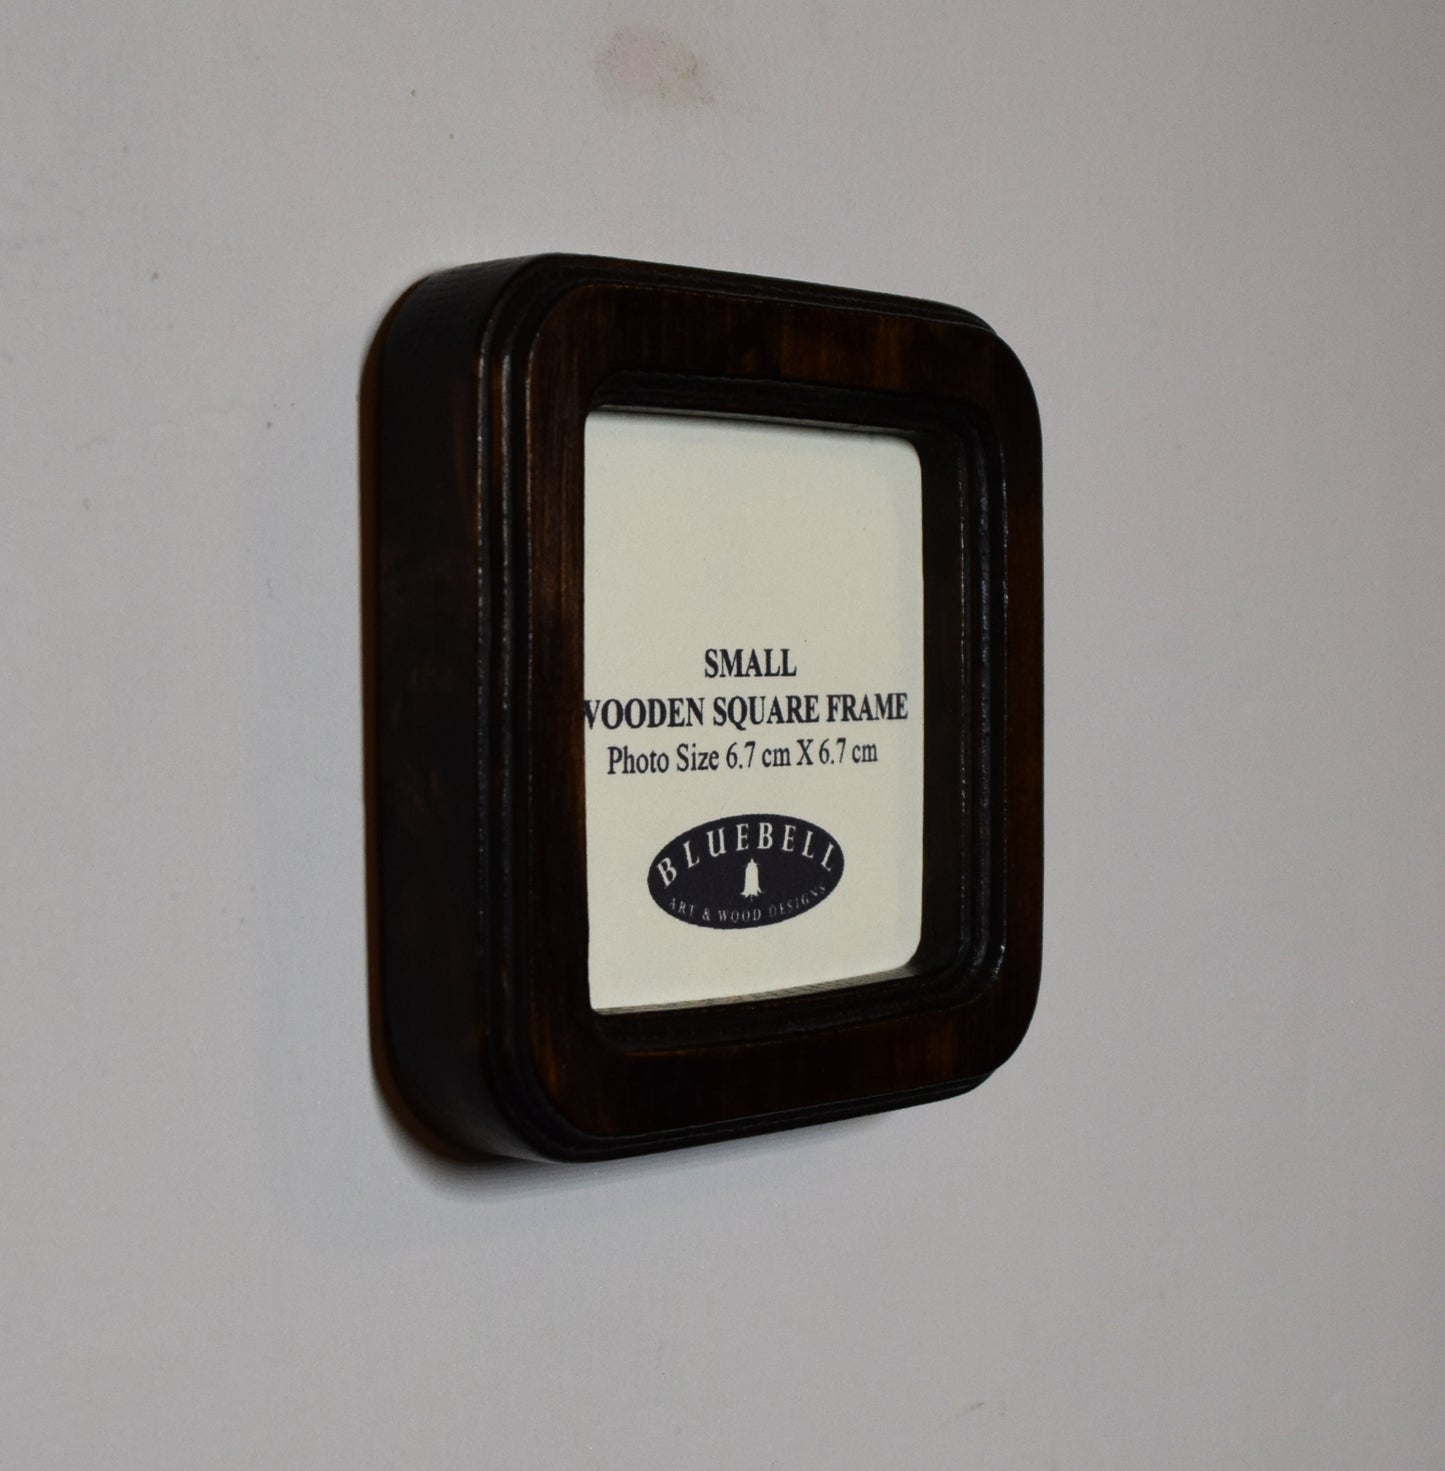 SMALL
WOODEN SQUARE FRAME
Photo Size 6.7 cm X 6.7 cm
BLUEBELL
ART & WOOD DESIGNS